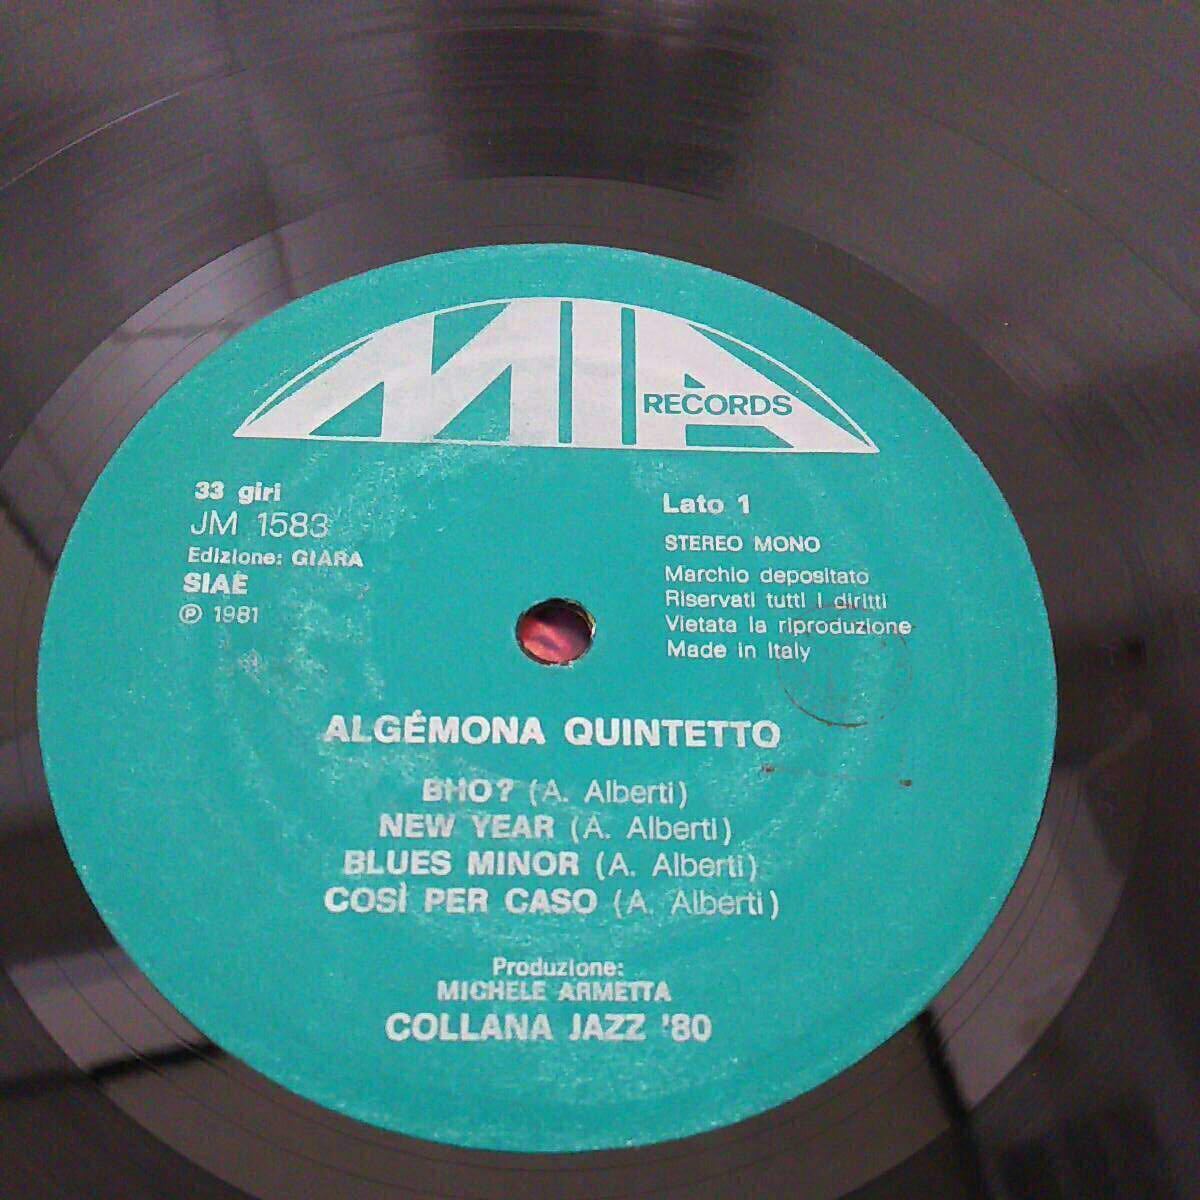 MIA
RECORDS
33 giri
JM 1583
Edizione: GIARA
SIAE
Ⓟ 1981
Lato 1
STEREO MONO
Marchio depositato
Riservati tutti i diritti
Vietata la riproduzione
Made in Italy
ALGÉMONA QUINTETTO
BHO? (A. Alberti)
NEW YEAR (A. Alberti)
BLUES MINOR (A. Alberti)
COSÌ PER CASO (A. Alberti)
Produzione:
MICHELE ARMETTA
COLLANA JAZZ '80